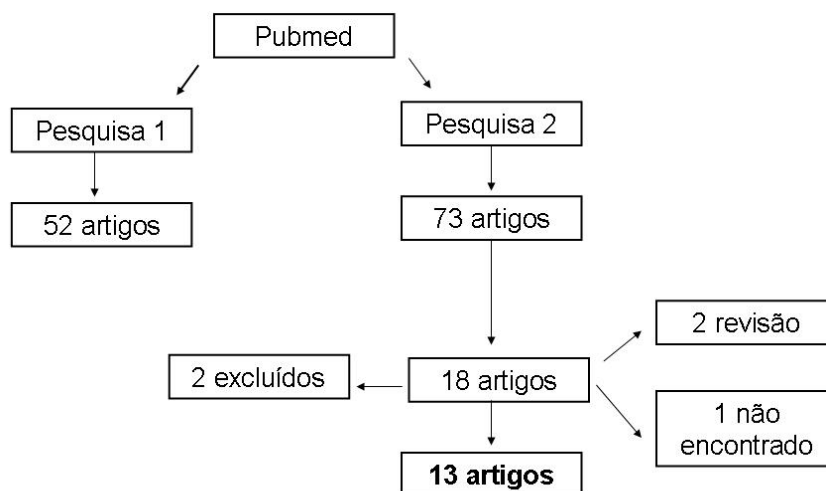 Pubmed
Pesquisa 1
Pesquisa 2
52 artigos
73 artigos
2 revisão
2 excluídos
18 artigos
1 não
encontrado
13 artigos